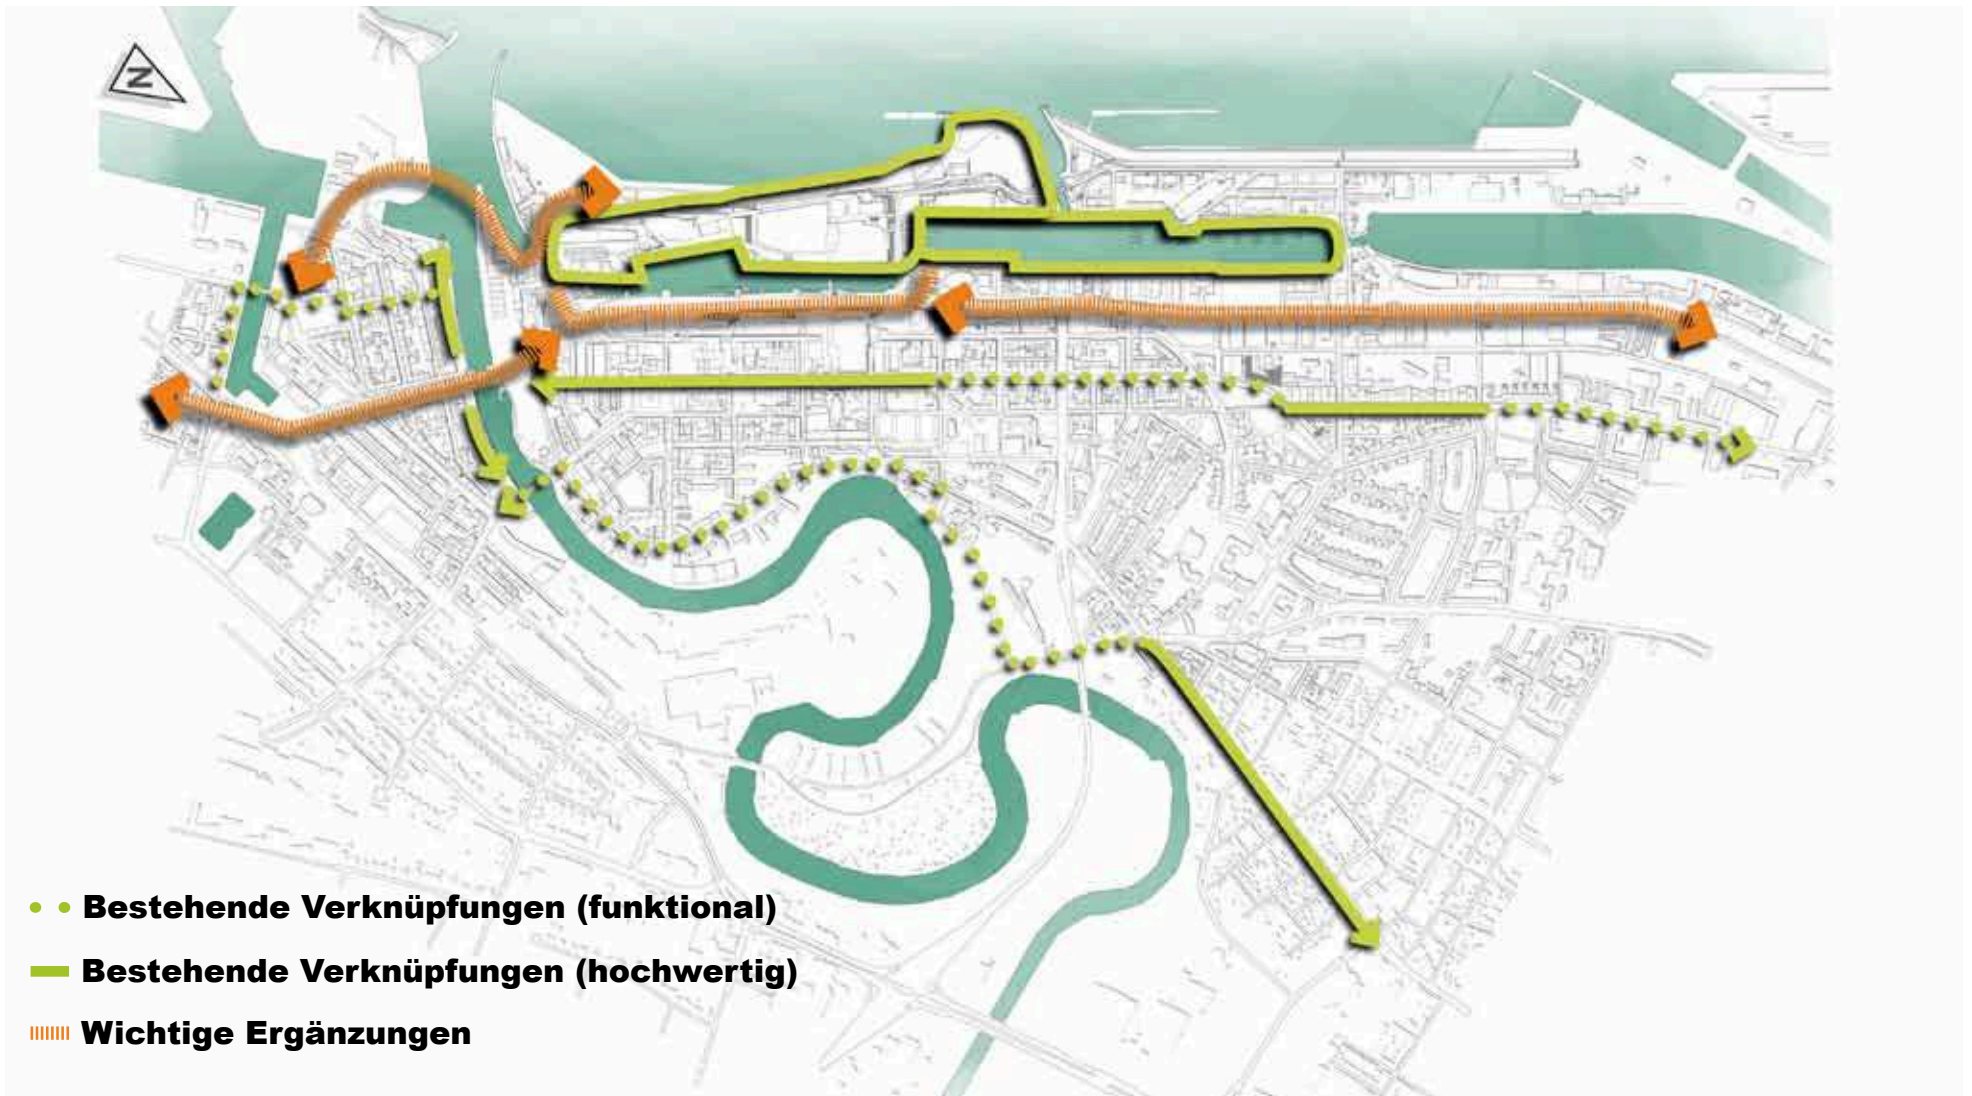 N
Bestehende Verknüpfungen (funktional)
Bestehende Verknüpfungen (hochwertig)
Wichtige Ergänzungen